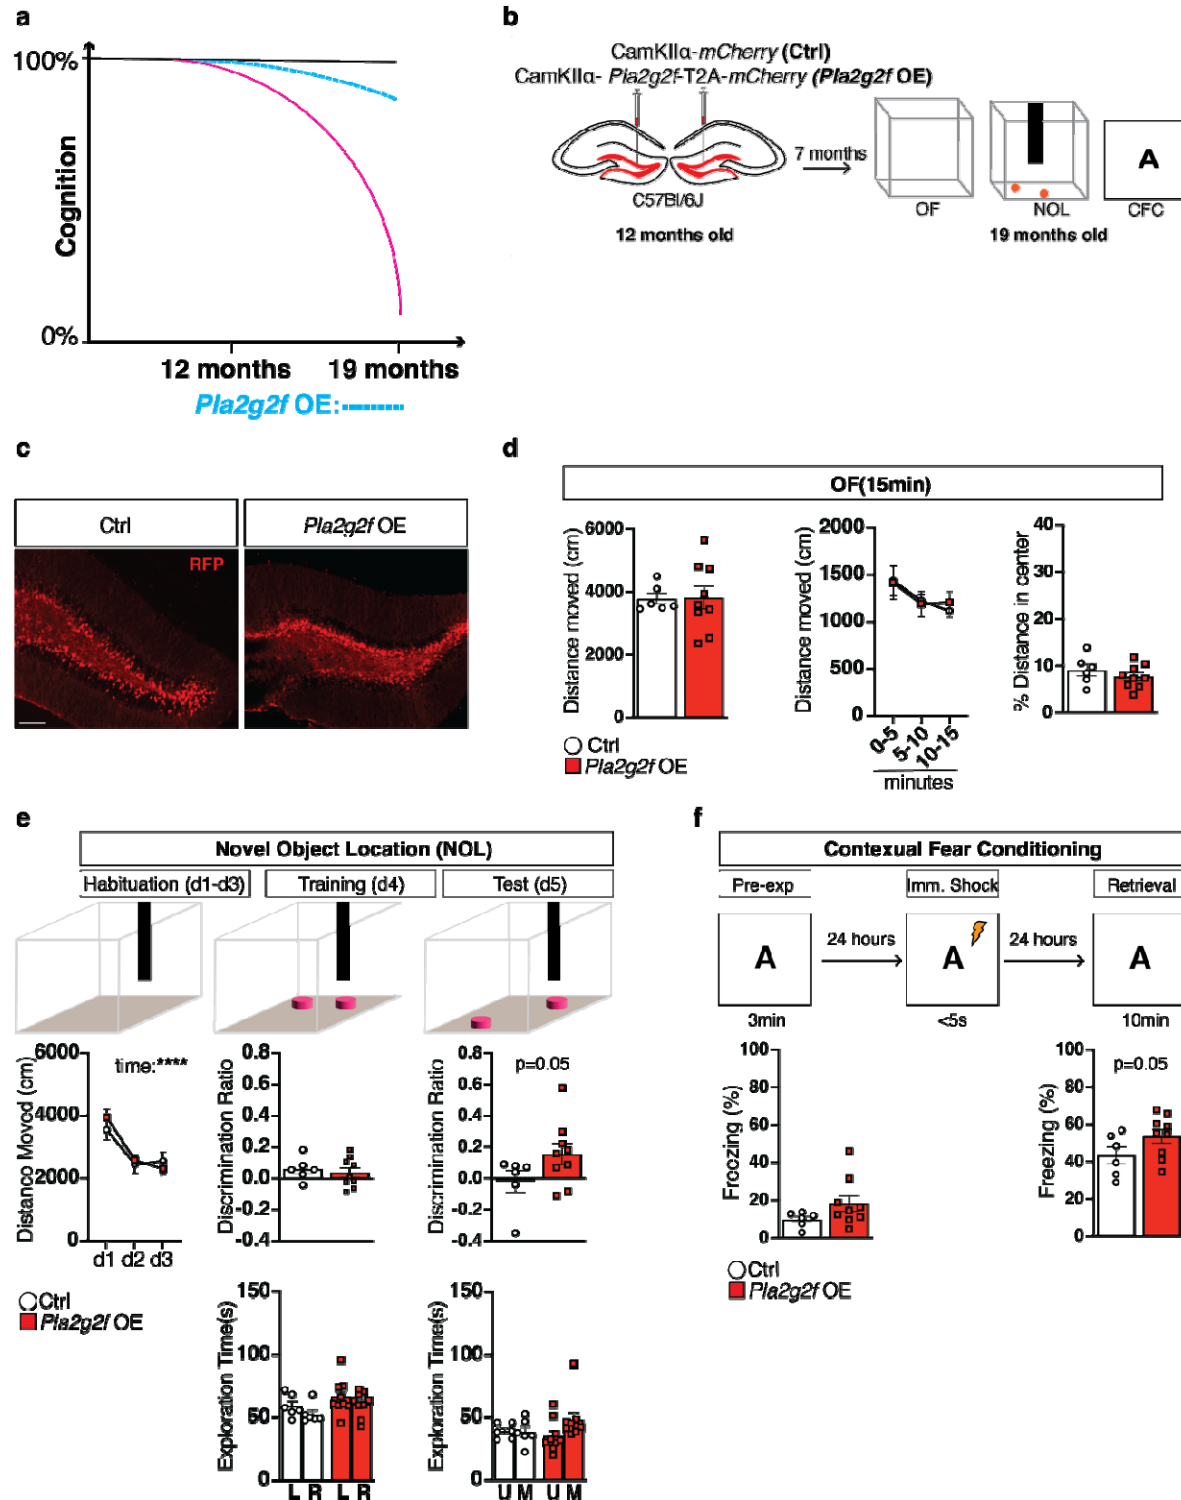 a
100%
Cognition
0%
12 months 19 months
Pla2g2f OE:
b
CamKIIα-mCherry (Ctrl)
CamKIIα- Pla2g2f-T2A-mCherry (Pla2g2f OE)
7 months
C57Bl/6J
12 months old
OF
NOL
A
CFC
19 months old
c
Ctrl
Pla2g2f OE
RFP
d
OF(15min)
Distance moved (cm)
6000
4000
2000
0
Ctrl
Pla2g2f OE
Distance moved (cm)
2000
1500
1000
500
0
0-5
5-10
10-15
minutes
% Distance in center
40
30
20
10
0
e
Novel Object Location (NOL)
Habituation (d1-d3)
Training (d4)
Test (d5)
Distance Moved (cm)
6000
4000
2000
0
time:****
d1 d2 d3
Ctrl
Pla2g2f OE
Discrimination Ratio
0.8
0.6
0.4
0.2
0.0
-0.2
-0.4
Discrimination Ratio
0.8
0.6
0.4
0.2
0.0
-0.2
-0.4
p=0.05
Exploration Time(s)
150
100
50
0
L R L R
Exploration Time(s)
150
100
50
0
U M U M
f
Contexual Fear Conditioning
Pre-exp
Imm. Shock
Retrieval
A
24 hours
A
24 hours
A
3min
<5s
10min
Freezing (%)
100
80
60
40
20
0
Ctrl
Pla2g2f OE
Freezing (%)
100
80
60
40
20
0
p=0.05